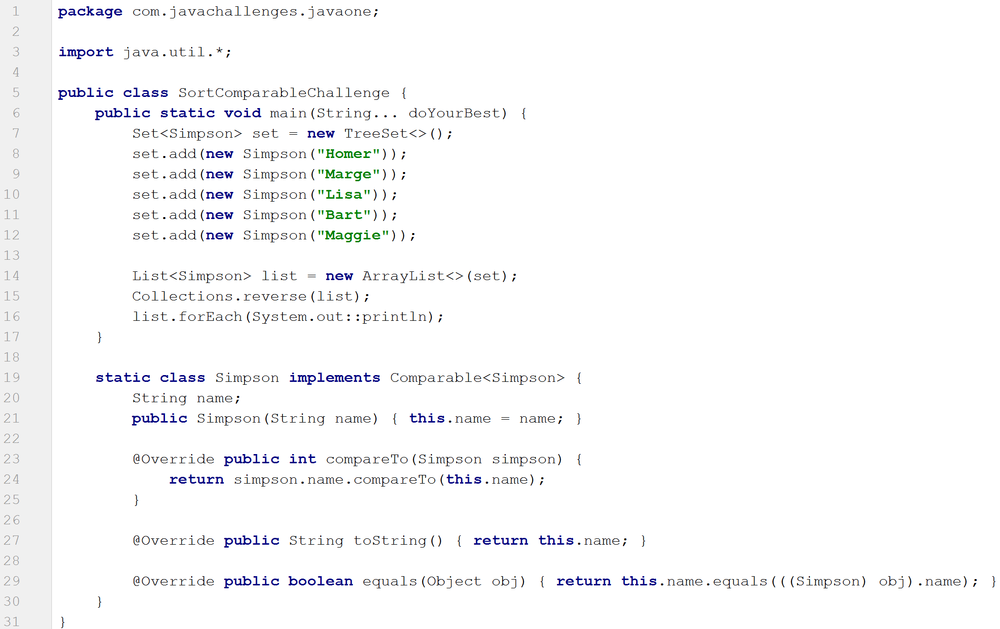 1 package com.javachallenges.javaone;
2
3 import java.util.*;
4
5 public class SortComparableChallenge {
6     public static void main(String... doYourBest) {
7         Set<Simpson> set = new TreeSet<>();
8         set.add(new Simpson("Homer"));
9         set.add(new Simpson("Marge"));
10         set.add(new Simpson("Lisa"));
11         set.add(new Simpson("Bart"));
12         set.add(new Simpson("Maggie"));
13
14         List<Simpson> list = new ArrayList<>(set);
15         Collections.reverse(list);
16         list.forEach(System.out::println);
17     }
18
19     static class Simpson implements Comparable<Simpson> {
20         String name;
21         public Simpson(String name) { this.name = name; }
22
23         @Override public int compareTo(Simpson simpson) {
24             return simpson.name.compareTo(this.name);
25         }
26
27         @Override public String toString() { return this.name; }
28
29         @Override public boolean equals(Object obj) { return this.name.equals(((Simpson) obj).name); }
30     }
31 }